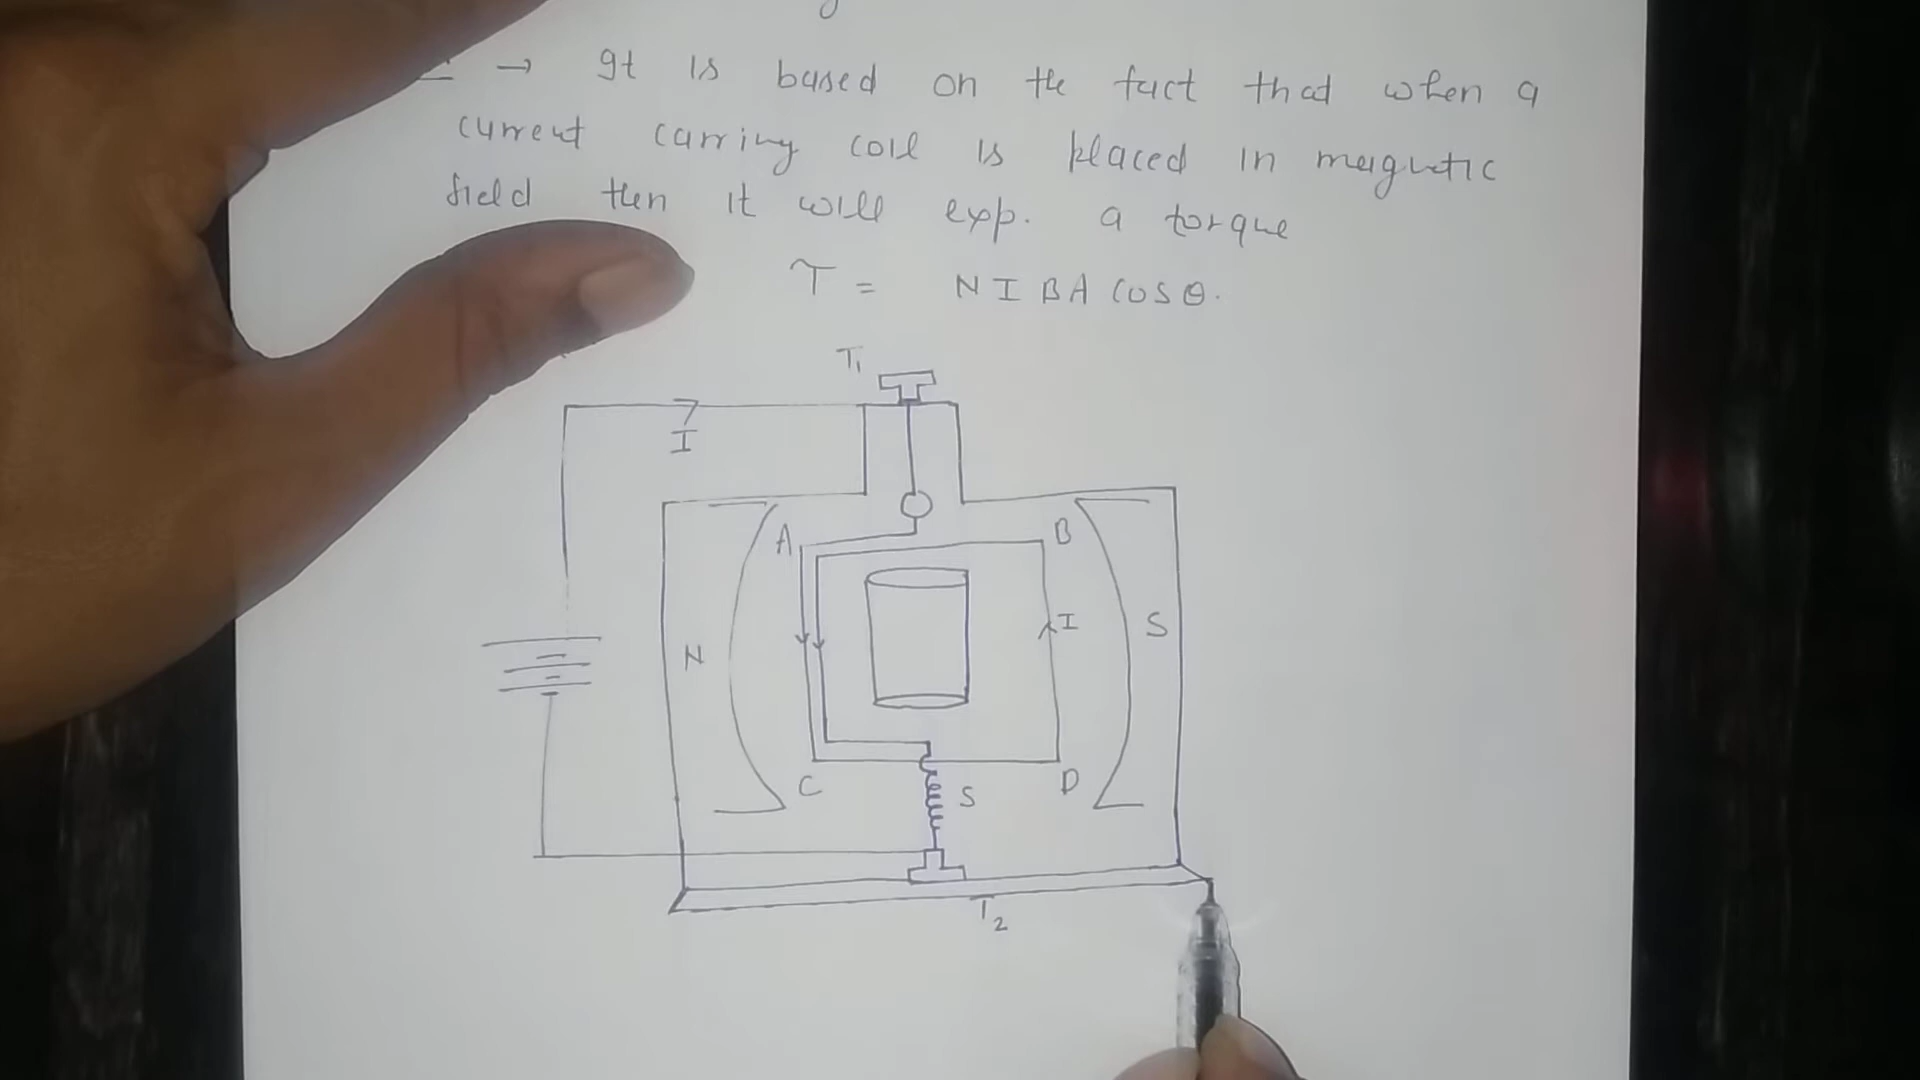 → It is based on the fact that when a
current carring coil is placed in magnetic
field then it will exp. a torque
τ = NIBA cosθ.
T₁
I
A
B
I
S
N
C
S
D
T₂